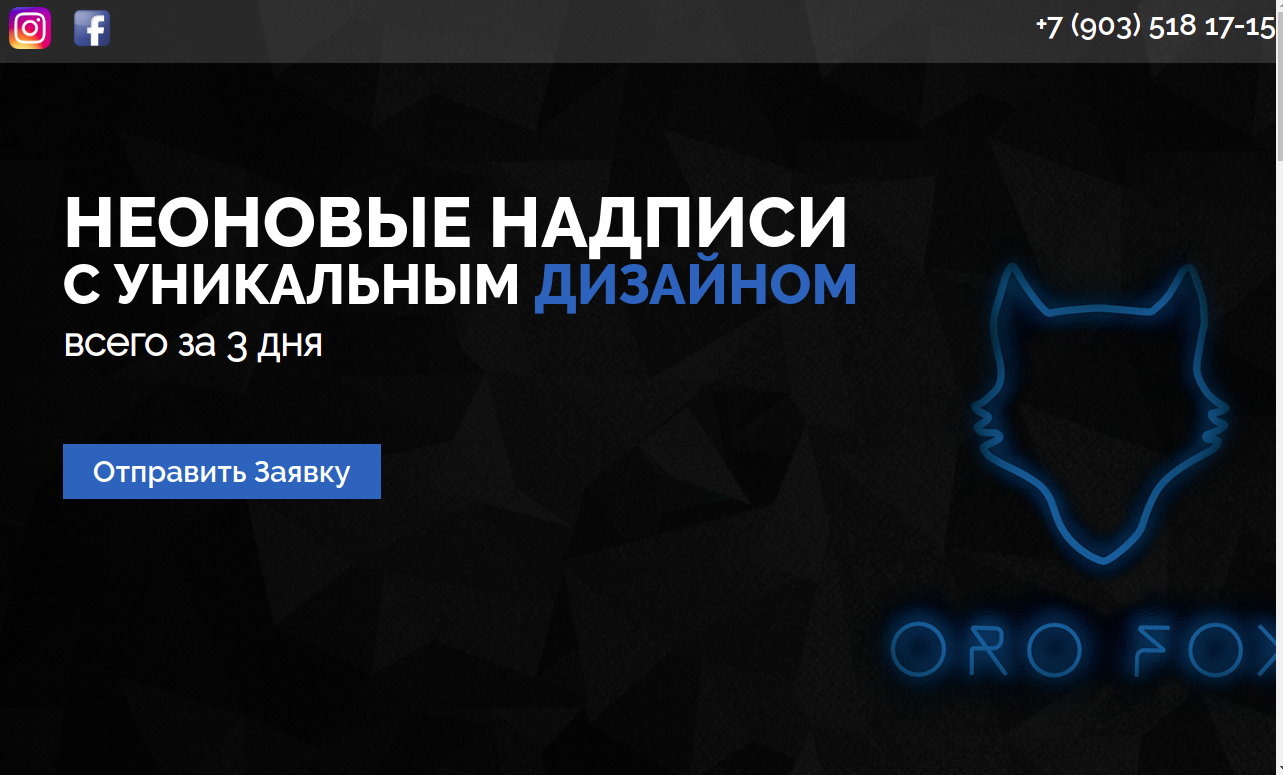 +7 (903) 518 17-15
НЕОНОВЫЕ НАДПИСИ
С УНИКАЛЬНЫМ ДИЗАЙНОМ
всего за 3 дня
Отправить Заявку
ORO FOX